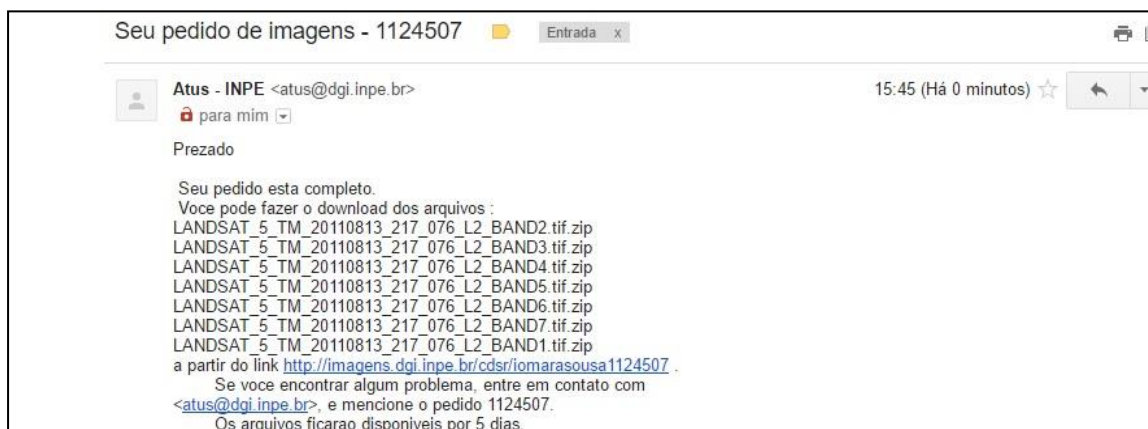 Seu pedido de imagens - 1124507 Entrada x
Atus - INPE <atus@dgi.inpe.br> 15:45 (Há 0 minutos)
para mim
Prezado
Seu pedido esta completo.
Voce pode fazer o download dos arquivos :
LANDSAT_5_TM_20110813_217_076_L2_BAND2.tif.zip
LANDSAT_5_TM_20110813_217_076_L2_BAND3.tif.zip
LANDSAT_5_TM_20110813_217_076_L2_BAND4.tif.zip
LANDSAT_5_TM_20110813_217_076_L2_BAND5.tif.zip
LANDSAT_5_TM_20110813_217_076_L2_BAND6.tif.zip
LANDSAT_5_TM_20110813_217_076_L2_BAND7.tif.zip
LANDSAT_5_TM_20110813_217_076_L2_BAND1.tif.zip
a partir do link http://imagens.dgi.inpe.br/cdsr/iomarasousa1124507 .
Se voce encontrar algum problema, entre em contato com
<atus@dgi.inpe.br>, e mencione o pedido 1124507.
Os arquivos ficarao disponiveis por 5 dias.